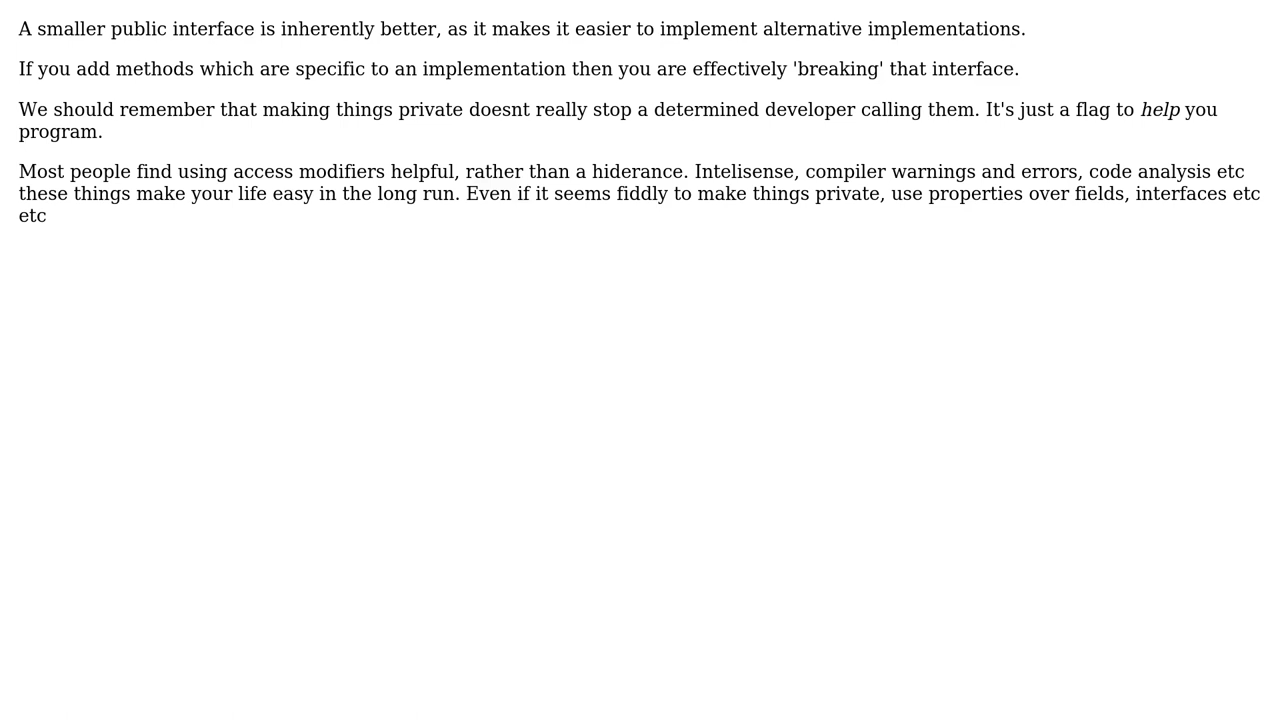 A smaller public interface is inherently better, as it makes it easier to implement alternative implementations.
If you add methods which are specific to an implementation then you are effectively 'breaking' that interface.
We should remember that making things private doesnt really stop a determined developer calling them. It's just a flag to help you
program.
Most people find using access modifiers helpful, rather than a hiderance. Intelisense, compiler warnings and errors, code analysis etc
these things make your life easy in the long run. Even if it seems fiddly to make things private, use properties over fields, interfaces etc
etc